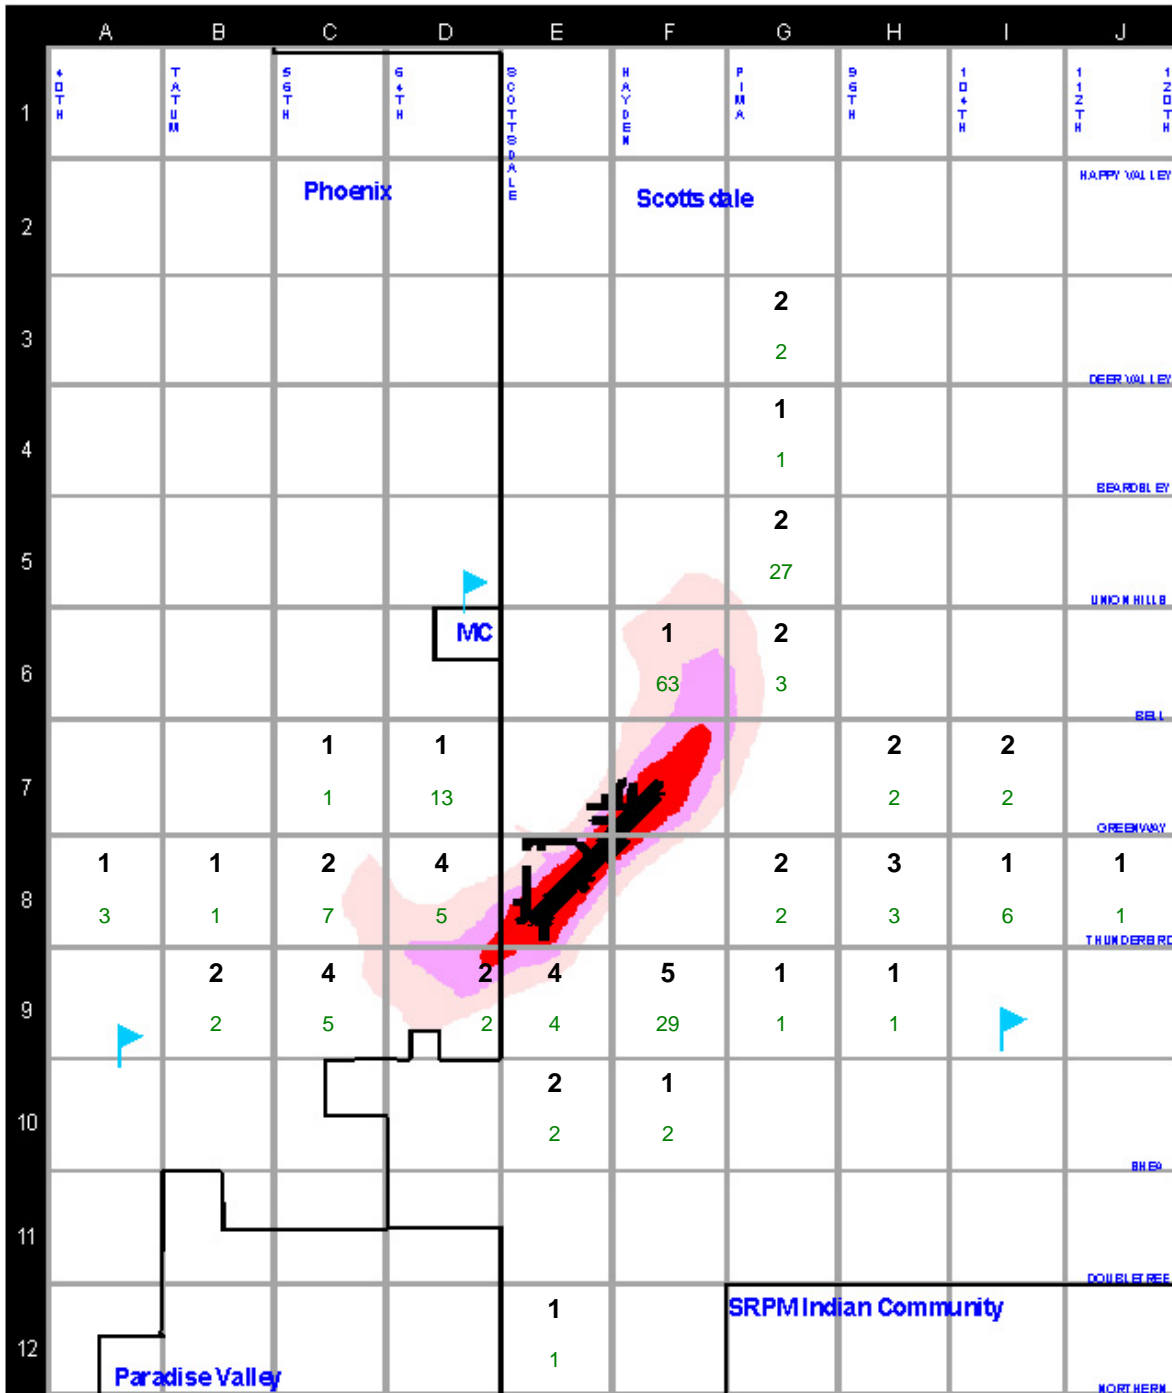 A B C D E F G H I J
1 40TH TATUM 56TH 64TH SCOTTSDALE HAYDEN PIMA 96TH 104TH 112TH 120TH
HAPPY VALLEY
Phoenix Scottsdale
2
2
3 2
DEER VALLEY
1
4 1
BEARDSLEY
2
5 27
UNION HILLS
MC 1 2
6 63 3
BELL
1 1 2 2
7 1 13 2 2
GREENWAY
1 1 2 4 2 3 1 1
8 3 1 7 5 2 3 6 1
THUNDERBIRD
2 4 2 4 5 1 1
9 2 5 2 4 29 1 1
2 1
10 2 2
SHEA
11
DOUBLETREE
1 SRPM Indian Community
12 1
Paradise Valley
NORTHERN